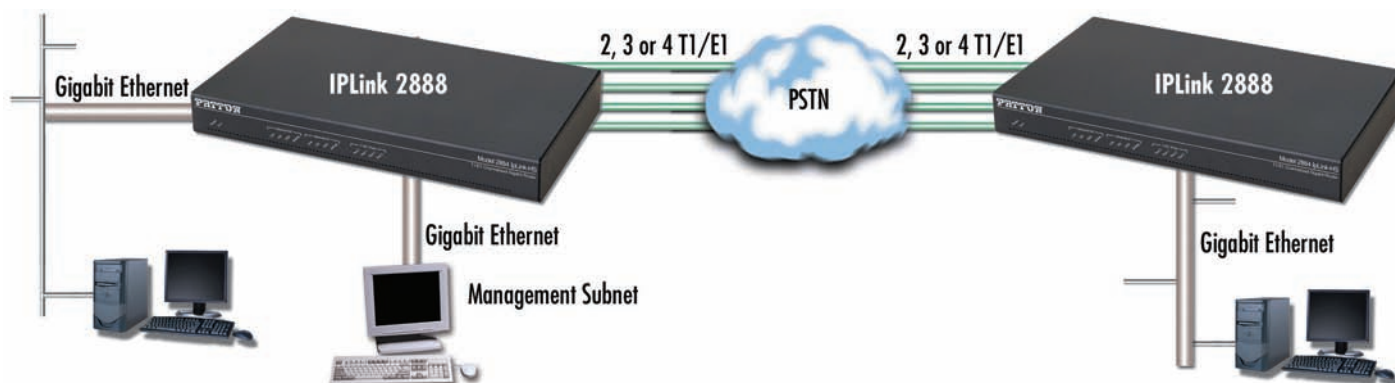 2, 3 or 4 T1/E1
2, 3 or 4 T1/E1
Gigabit Ethernet
IPLink 2888
PSTN
IPLink 2888
PATTON
PATTON
Gigabit Ethernet
Management Subnet
Gigabit Ethernet